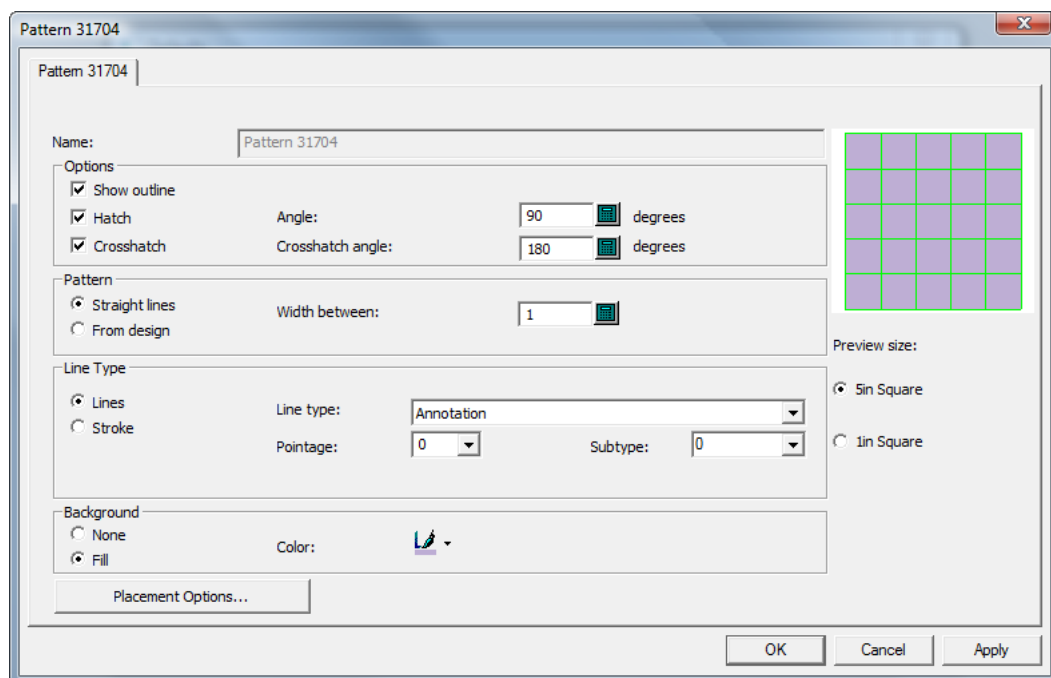 Pattern 31704
Pattern 31704
Name: Pattern 31704
Options
Show outline
Hatch Angle: 90 degrees
Crosshatch Crosshatch angle: 180 degrees
Pattern
Straight lines Width between: 1
From design
Preview size:
Line Type
Lines Line type: Annotation
5in Square
Stroke
Pointage: 0 Subtype: 0
1in Square
Background
None
Color:
Fill
Placement Options...
OK Cancel Apply